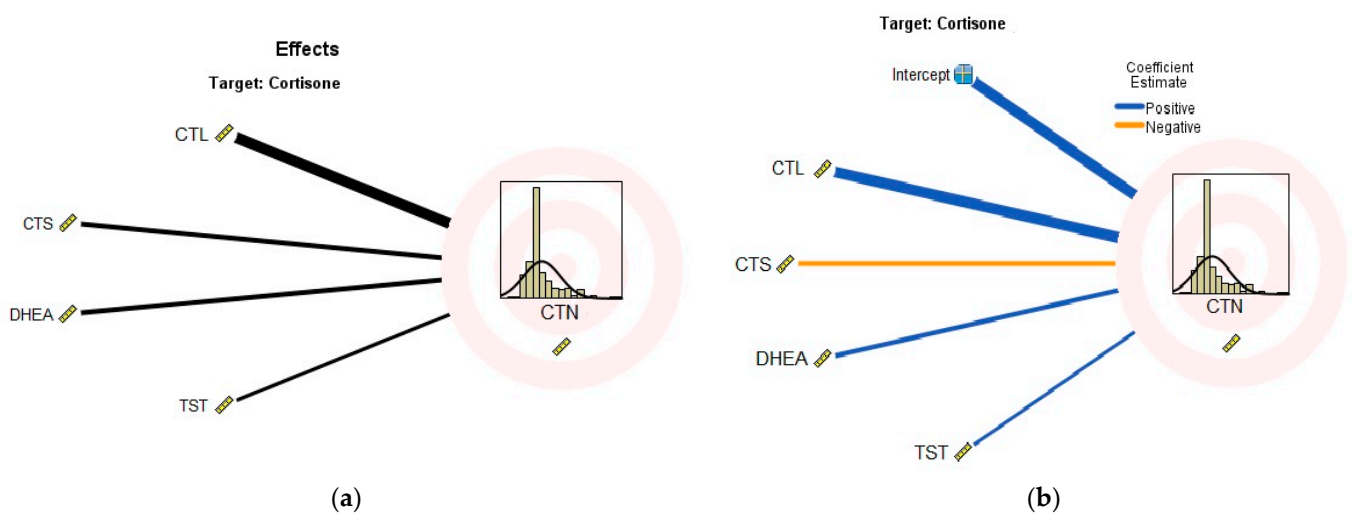 Effects
Target: Cortisone
CTL
CTS
DHEA
TST
CTN
(a)
Target: Cortisone
Intercept
Coefficient
Estimate
Positive
Negative
CTL
CTS
DHEA
TST
CTN
(b)